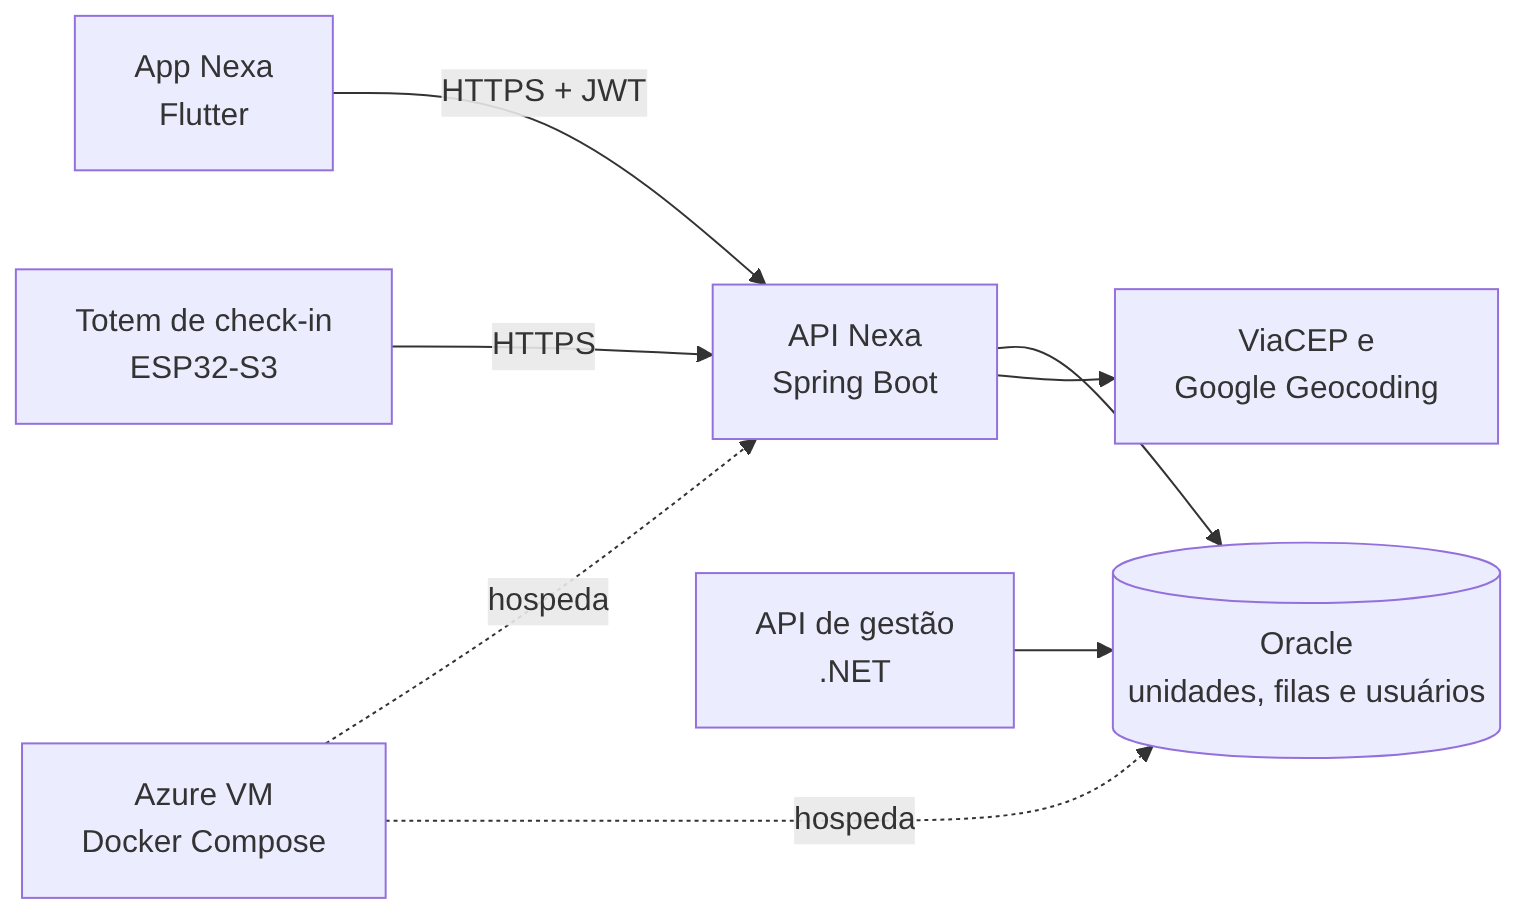 App Nexa
Flutter
HTTPS + JWT
Totem de check-in
ESP32-S3
HTTPS
API Nexa
Spring Boot
ViaCEP e
Google Geocoding
hospeda
API de gestão
.NET
Oracle
unidades, filas e usuários
Azure VM
Docker Compose
hospeda